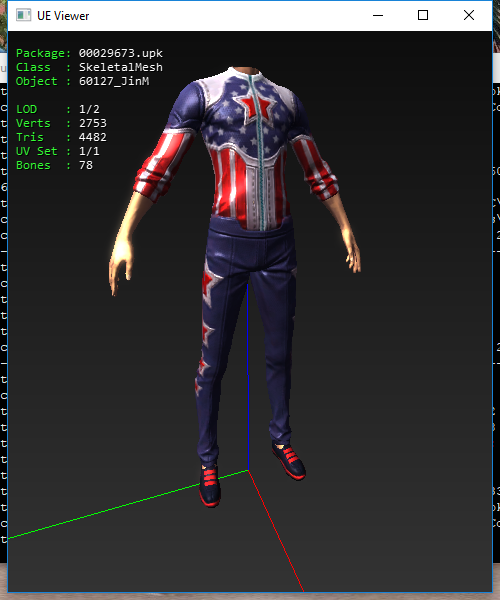 UE Viewer
Package: 00029673.upk
Class : SkeletalMesh
Object : 60127_JinM
LOD : 1/2
Verts : 2753
Tris : 4482
UV Set : 1/1
Bones : 78